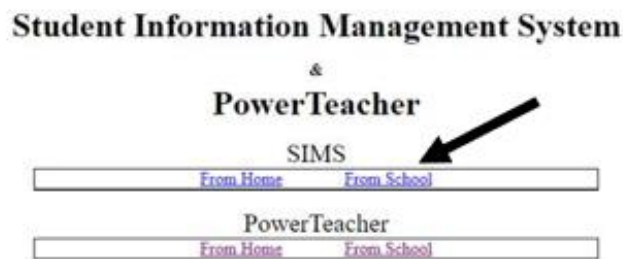 Student Information Management System
&
PowerTeacher
SIMS
From Home From School
PowerTeacher
From Home From School